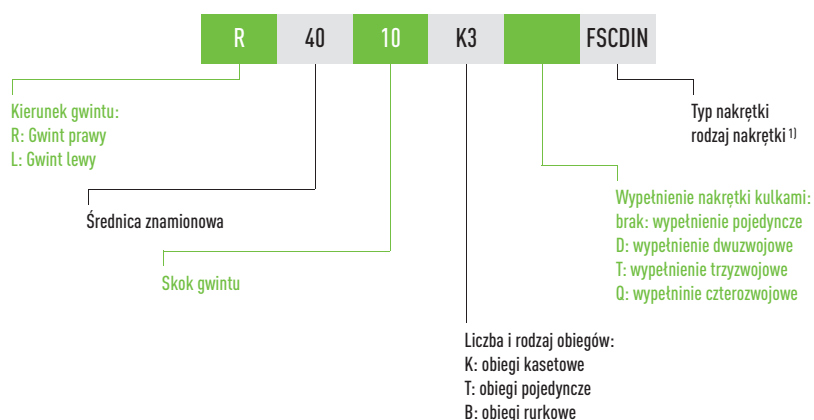 R 40 10 K3 FSCDIN
Kierunek gwintu:
R: Gwint prawy
L: Gwint lewy
Typ nakrętki
rodzaj nakrętki 1)
Średnica znamionowa
Wypełnienie nakrętki kulkami:
brak: wypełnienie pojedyncze
D: wypełnienie dwuzwojowe
T: wypełnienie trzyzwojowe
Q: wypełninie czterozwojowe
Skok gwintu
Liczba i rodzaj obiegów:
K: obiegi kasetowe
T: obiegi pojedyncze
B: obiegi rurkowe